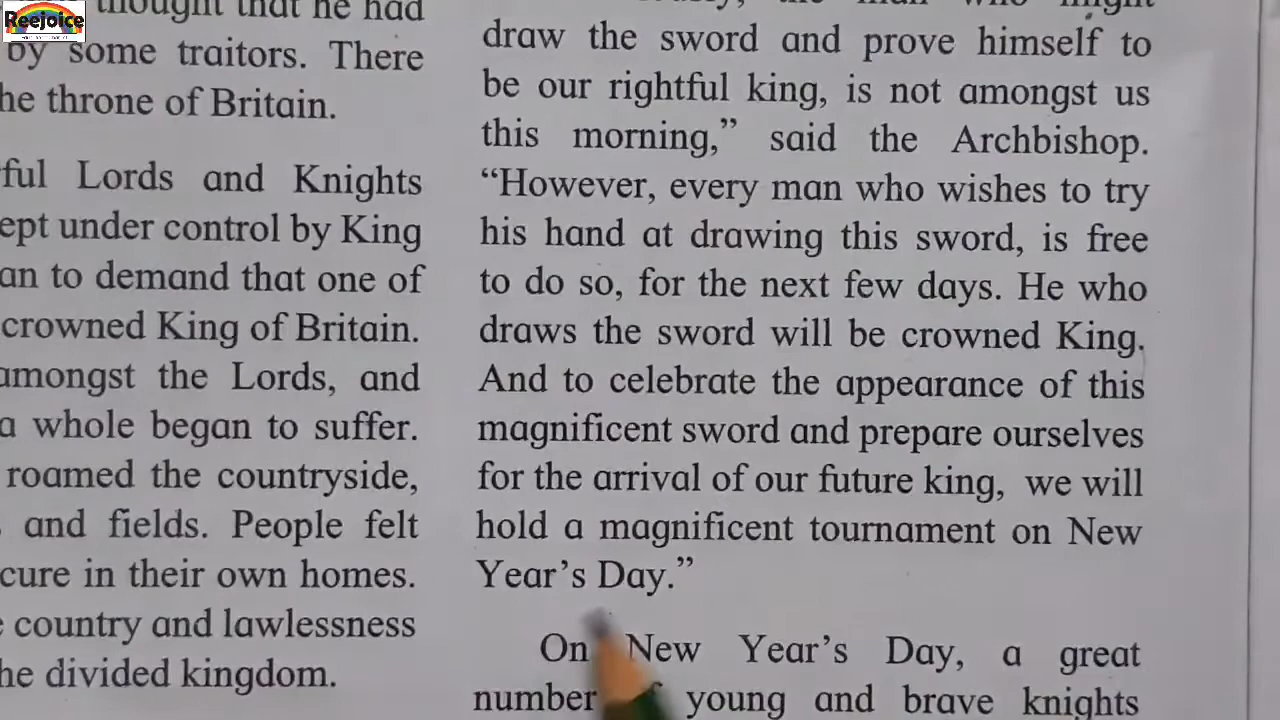 Reejoice
thought that he had
by some traitors. There
he throne of Britain.
ful Lords and Knights
ept under control by King
an to demand that one of
crowned King of Britain.
amongst the Lords, and
a whole began to suffer.
roamed the countryside,
and fields. People felt
cure in their own homes.
country and lawlessness
he divided kingdom.
the man who might
draw the sword and prove himself to
be our rightful king, is not amongst us
this morning,” said the Archbishop.
“However, every man who wishes to try
his hand at drawing this sword, is free
to do so, for the next few days. He who
draws the sword will be crowned King.
And to celebrate the appearance of this
magnificent sword and prepare ourselves
for the arrival of our future king, we will
hold a magnificent tournament on New
Year’s Day.”
On New Year’s Day, a great
number young and brave knights